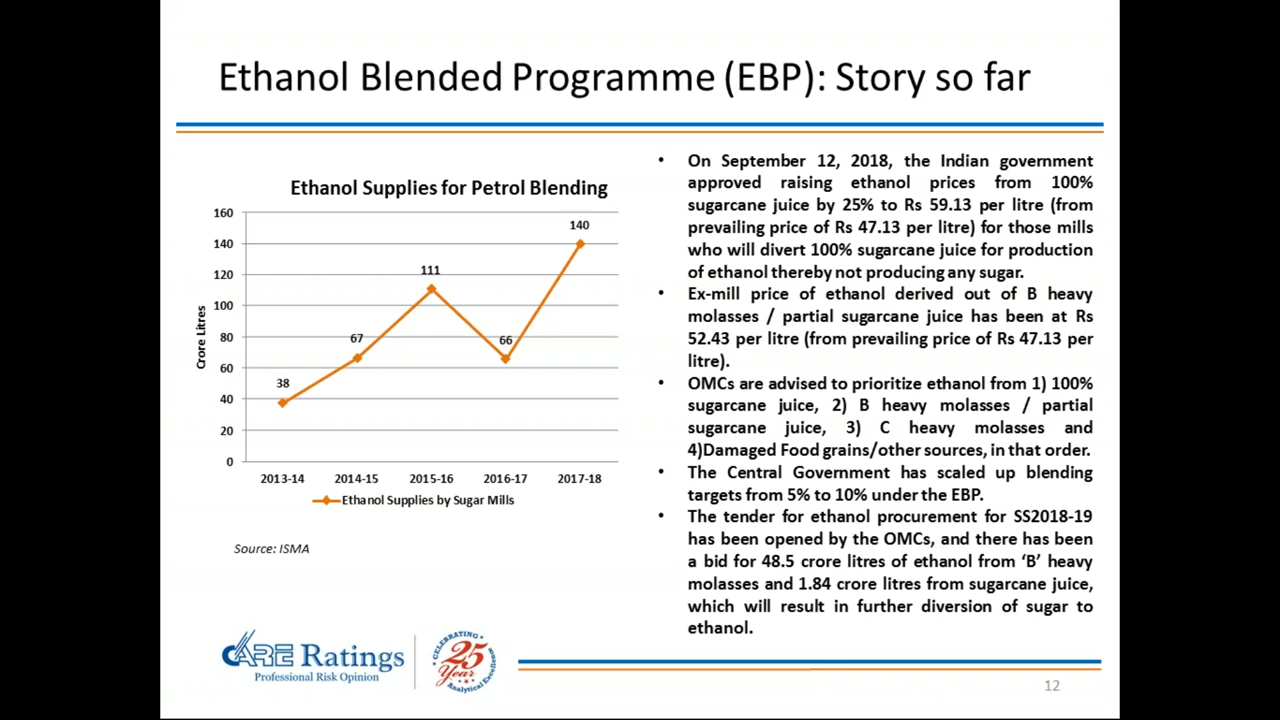 Ethanol Blended Programme (EBP): Story so far
Ethanol Supplies for Petrol Blending
160
140
120
100
80
60
40
20
0
Crore Litres
38
67
111
66
140
2013-14
2014-15
2015-16
2016-17
2017-18
Ethanol Supplies by Sugar Mills
Source: ISMA
• On September 12, 2018, the Indian government
approved raising ethanol prices from 100%
sugarcane juice by 25% to Rs 59.13 per litre (from
prevailing price of Rs 47.13 per litre) for those mills
who will divert 100% sugarcane juice for production
of ethanol thereby not producing any sugar.
• Ex-mill price of ethanol derived out of B heavy
molasses / partial sugarcane juice has been at Rs
52.43 per litre (from prevailing price of Rs 47.13 per
litre).
• OMCs are advised to prioritize ethanol from 1) 100%
sugarcane juice, 2) B heavy molasses / partial
sugarcane juice, 3) C heavy molasses and
4)Damaged Food grains/other sources, in that order.
• The Central Government has scaled up blending
targets from 5% to 10% under the EBP.
• The tender for ethanol procurement for SS2018-19
has been opened by the OMCs, and there has been
a bid for 48.5 crore litres of ethanol from ‘B’ heavy
molasses and 1.84 crore litres from sugarcane juice,
which will result in further diversion of sugar to
ethanol.
CARE Ratings
Professional Risk Opinion
CELEBRATING
25
Year
Analytical Excellence
12